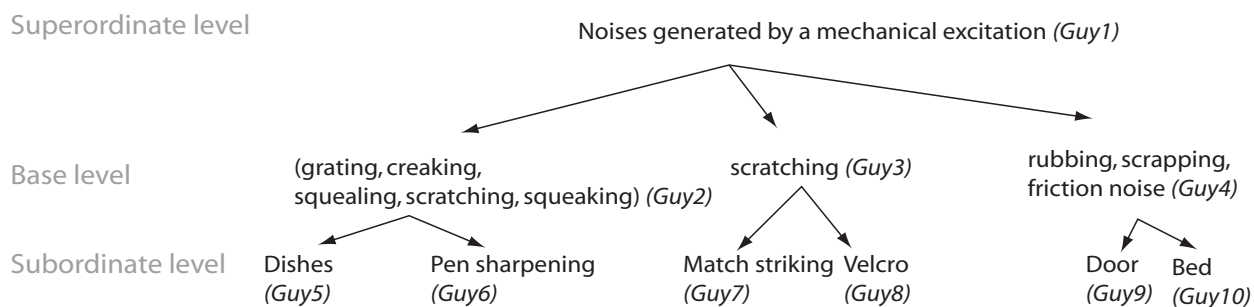 Superordinate level
Noises generated by a mechanical excitation (Guy1)
Base level
(grating, creaking,
squealing, scratching, squeaking) (Guy2)
scratching (Guy3)
rubbing, scrapping,
friction noise (Guy4)
Subordinate level
Dishes
(Guy5)
Pen sharpening
(Guy6)
Match striking
(Guy7)
Velcro
(Guy8)
Door
(Guy9)
Bed
(Guy10)